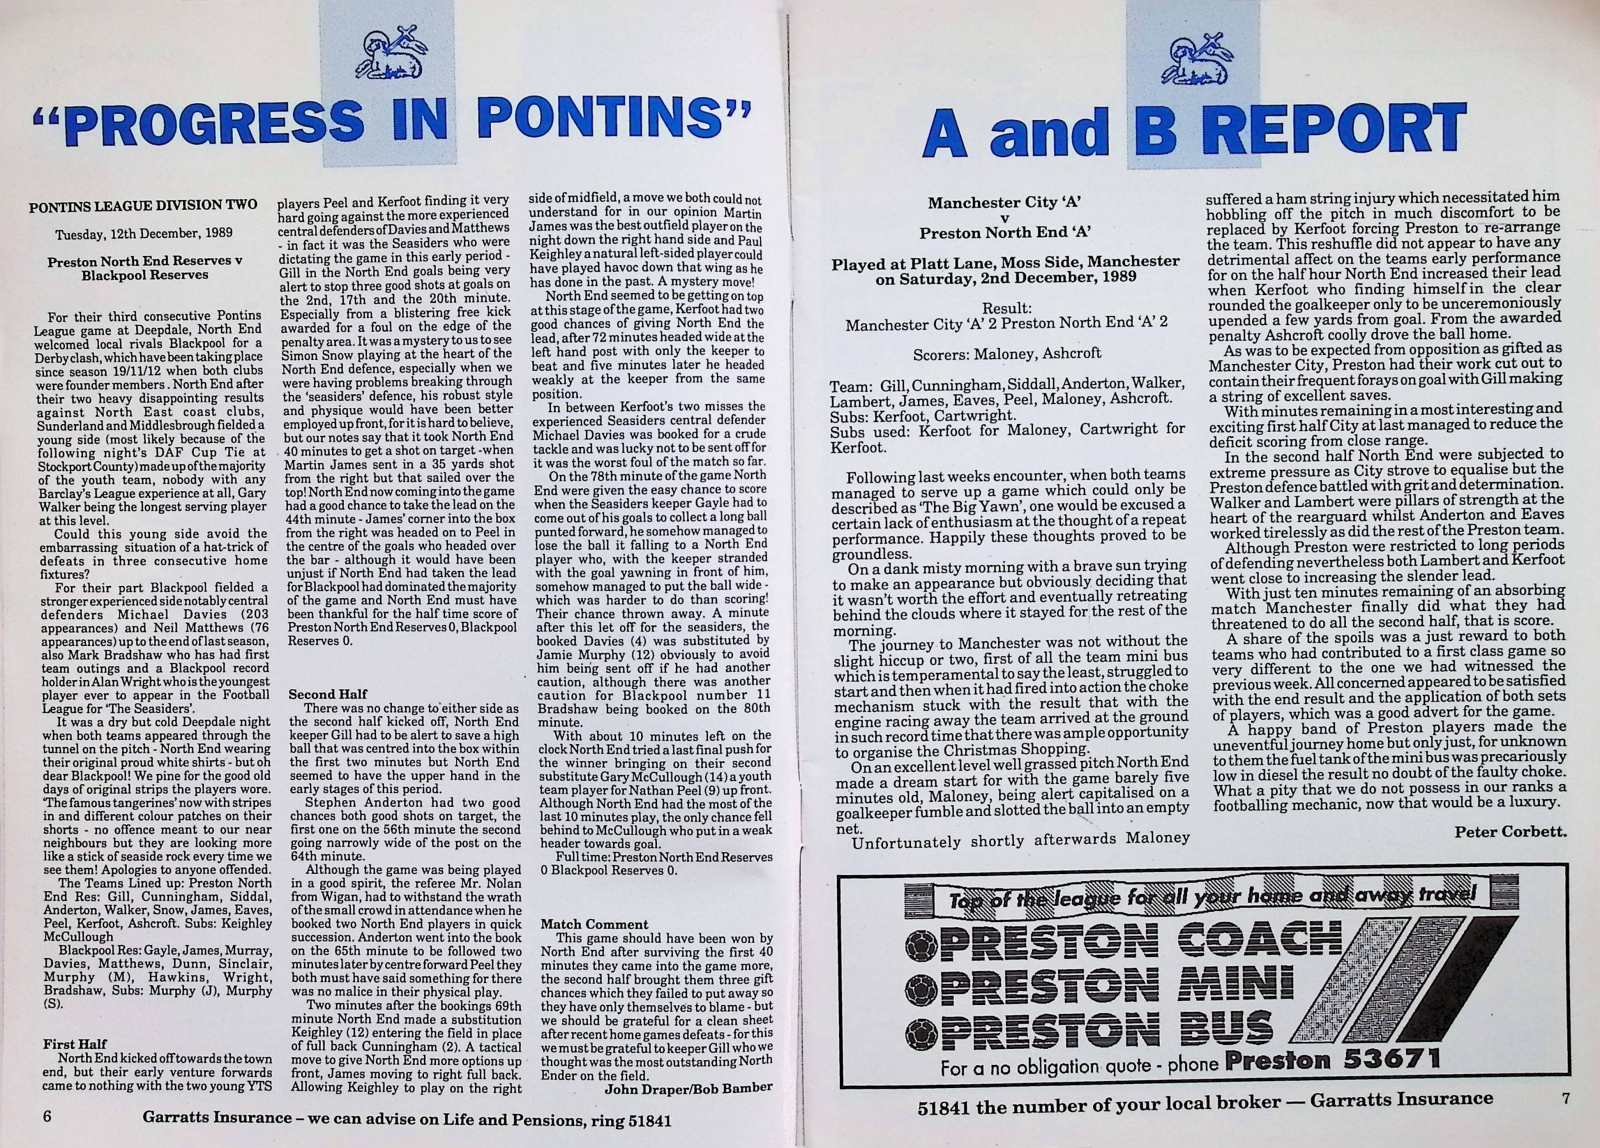 “PROGRESS IN PONTINS”
PONTINS LEAGUE DIVISION TWO
Tuesday, 12th December, 1989
Preston North End Reserves v
Blackpool Reserves
For their third consecutive Pontins
League game at Deepdale, North End
welcomed local rivals Blackpool for a
Derby clash, which have been taking place
since season 19/11/12 when both clubs
were founder members . North End after
their two heavy disappointing results
against North East coast clubs,
Sunderland and Middlesbrough fielded a
young side (most likely because of the
following night's DAF Cup Tie at
Stockport County) made up of the majority
of the youth team, nobody with any
Barclay's League experience at all, Gary
Walker being the longest serving player
at this level.
Could this young side avoid the
embarrassing situation of a hat-trick of
defeats in three consecutive home
fixtures?
For their part Blackpool fielded a
stronger experienced side notably central
defenders Michael Davies (203
appearances) and Neil Matthews (76
appearances) up to the end of last season,
also Mark Bradshaw who has had first
team outings and a Blackpool record
holder in Alan Wright who is the youngest
player ever to appear in the Football
League for 'The Seasiders'.
It was a dry but cold Deepdale night
when both teams appeared through the
tunnel on the pitch - North End wearing
their original proud white shirts - but oh
dear Blackpool! We pine for the good old
days of original strips the players wore.
'The famous tangerines' now with stripes
in and different colour patches on their
shorts - no offence meant to our near
neighbours but they are looking more
like a stick of seaside rock every time we
see them! Apologies to anyone offended.
The Teams Lined up: Preston North
End Res: Gill, Cunningham, Siddal,
Anderton, Walker, Snow, James, Eaves,
Peel, Kerfoot, Ashcroft. Subs: Keighley
McCullough
Blackpool Res: Gayle, James, Murray,
Davies, Matthews, Dunn, Sinclair,
Murphy (M), Hawkins, Wright,
Bradshaw, Subs: Murphy (J), Murphy
(S).
First Half
North End kicked off towards the town
end, but their early venture forwards
came to nothing with the two young YTS
players Peel and Kerfoot finding it very
hard going against the more experienced
central defenders of Davies and Matthews
- in fact it was the Seasiders who were
dictating the game in this early period -
Gill in the North End goals being very
alert to stop three good shots at goals on
the 2nd, 17th and the 20th minute.
Especially from a blistering free kick
awarded for a foul on the edge of the
penalty area. It was a mystery to us to see
Simon Snow playing at the heart of the
North End defence, especially when we
were having problems breaking through
the 'seasiders' defence, his robust style
and physique would have been better
employed up front, for it is hard to believe,
but our notes say that it took North End
40 minutes to get a shot on target -when
Martin James sent in a 35 yards shot
from the right but that sailed over the
top! North End now coming into the game
had a good chance to take the lead on the
44th minute - James' corner into the box
from the right was headed on to Peel in
the centre of the goals who headed over
the bar - although it would have been
unjust if North End had taken the lead
for Blackpool had dominated the majority
of the game and North End must have
been thankful for the half time score of
Preston North End Reserves 0, Blackpool
Reserves 0.
Second Half
There was no change to either side as
the second half kicked off, North End
keeper Gill had to be alert to save a high
ball that was centred into the box within
the first two minutes but North End
seemed to have the upper hand in the
early stages of this period.
Stephen Anderton had two good
chances both good shots on target, the
first one on the 56th minute the second
going narrowly wide of the post on the
64th minute.
Although the game was being played
in a good spirit, the referee Mr. Nolan
from Wigan, had to withstand the wrath
of the small crowd in attendance when he
booked two North End players in quick
succession. Anderton went into the book
on the 65th minute to be followed two
minutes later by centre forward Peel they
both must have said something for there
was no malice in their physical play.
Two minutes after the bookings 69th
minute North End made a substitution
Keighley (12) entering the field in place
of full back Cunningham (2). A tactical
move to give North End more options up
front, James moving to right full back.
Allowing Keighley to play on the right
side of midfield, a move we both could not
understand for in our opinion Martin
James was the best outfield player on the
night down the right hand side and Paul
Keighley a natural left-sided player could
have played havoc down that wing as he
has done in the past. A mystery move!
North End seemed to be getting on top
at this stage of the game, Kerfoot had two
good chances of giving North End the
lead, after 72 minutes headed wide at the
left hand post with only the keeper to
beat and five minutes later he headed
weakly at the keeper from the same
position.
In between Kerfoot's two misses the
experienced Seasiders central defender
Michael Davies was booked for a crude
tackle and was lucky not to be sent off for
it was the worst foul of the match so far.
On the 78th minute of the game North
End were given the easy chance to score
when the Seasiders keeper Gayle had to
come out of his goals to collect a long ball
punted forward, he somehow managed to
lose the ball it falling to a North End
player who, with the keeper stranded
with the goal yawning in front of him,
somehow managed to put the ball wide -
which was harder to do than scoring!
Their chance thrown away. A minute
after this let off for the seasiders, the
booked Davies (4) was substituted by
Jamie Murphy (12) obviously to avoid
him being sent off if he had another
caution, although there was another
caution for Blackpool number 11
Bradshaw being booked on the 80th
minute.
With about 10 minutes left on the
clock North End tried a last final push for
the winner bringing on their second
substitute Gary McCullough (14) a youth
team player for Nathan Peel (9) up front.
Although North End had the most of the
last 10 minutes play, the only chance fell
behind to McCullough who put in a weak
header towards goal.
Full time: Preston North End Reserves
0 Blackpool Reserves 0.
Match Comment
This game should have been won by
North End after surviving the first 40
minutes they came into the game more,
the second half brought them three gift
chances which they failed to put away so
they have only themselves to blame - but
we should be grateful for a clean sheet
after recent home games defeats - for this
we must be grateful to keeper Gill who we
thought was the most outstanding North
Ender on the field.
John Draper/Bob Bamber
6
Garratts Insurance – we can advise on Life and Pensions, ring 51841
A and B REPORT
Manchester City 'A'
v
Preston North End 'A'
Played at Platt Lane, Moss Side, Manchester
on Saturday, 2nd December, 1989
Result:
Manchester City 'A' 2 Preston North End 'A' 2
Scorers: Maloney, Ashcroft
Team: Gill, Cunningham, Siddall, Anderton, Walker,
Lambert, James, Eaves, Peel, Maloney, Ashcroft.
Subs: Kerfoot, Cartwright.
Subs used: Kerfoot for Maloney, Cartwright for
Kerfoot.
Following last weeks encounter, when both teams
managed to serve up a game which could only be
described as 'The Big Yawn', one would be excused a
certain lack of enthusiasm at the thought of a repeat
performance. Happily these thoughts proved to be
groundless.
On a dank misty morning with a brave sun trying
to make an appearance but obviously deciding that
it wasn't worth the effort and eventually retreating
behind the clouds where it stayed for the rest of the
morning.
The journey to Manchester was not without the
slight hiccup or two, first of all the team mini bus
which is temperamental to say the least, struggled to
start and then when it had fired into action the choke
mechanism stuck with the result that with the
engine racing away the team arrived at the ground
in such record time that there was ample opportunity
to organise the Christmas Shopping.
On an excellent level well grassed pitch North End
made a dream start for with the game barely five
minutes old, Maloney, being alert capitalised on a
goalkeeper fumble and slotted the ball into an empty
net.
Unfortunately shortly afterwards Maloney
suffered a ham string injury which necessitated him
hobbling off the pitch in much discomfort to be
replaced by Kerfoot forcing Preston to re-arrange
the team. This reshuffle did not appear to have any
detrimental affect on the teams early performance
for on the half hour North End increased their lead
when Kerfoot who finding himself in the clear
rounded the goalkeeper only to be unceremoniously
upended a few yards from goal. From the awarded
penalty Ashcroft coolly drove the ball home.
As was to be expected from opposition as gifted as
Manchester City, Preston had their work cut out to
contain their frequent forays on goal with Gill making
a string of excellent saves.
With minutes remaining in a most interesting and
exciting first half City at last managed to reduce the
deficit scoring from close range.
In the second half North End were subjected to
extreme pressure as City strove to equalise but the
Preston defence battled with grit and determination.
Walker and Lambert were pillars of strength at the
heart of the rearguard whilst Anderton and Eaves
worked tirelessly as did the rest of the Preston team.
Although Preston were restricted to long periods
of defending nevertheless both Lambert and Kerfoot
went close to increasing the slender lead.
With just ten minutes remaining of an absorbing
match Manchester finally did what they had
threatened to do all the second half, that is score.
A share of the spoils was a just reward to both
teams who had contributed to a first class game so
very different to the one we had witnessed the
previous week. All concerned appeared to be satisfied
with the end result and the application of both sets
of players, which was a good advert for the game.
A happy band of Preston players made the
uneventful journey home but only just, for unknown
to them the fuel tank of the mini bus was precariously
low in diesel the result no doubt of the faulty choke.
What a pity that we do not possess in our ranks a
footballing mechanic, now that would be a luxury.
Peter Corbett.
Top of the league for all your home and away travel
PRESTON COACH
PRESTON MINI
PRESTON BUS
For a no obligation quote - phone Preston 53671
51841 the number of your local broker — Garratts Insurance
7